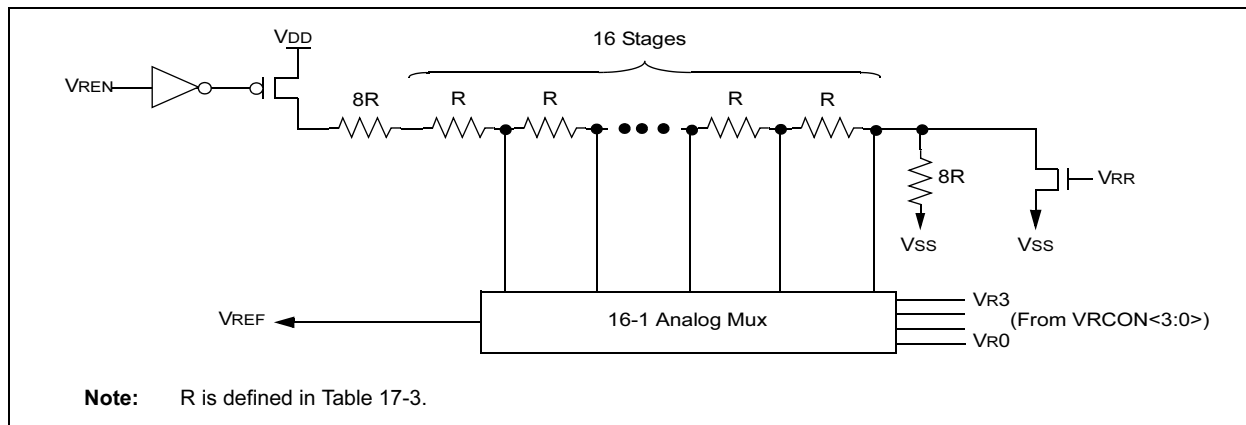 VDD
16 Stages
VREN
8R
R
R
R
R
8R
VRR
VSS
VSS
VREF
16-1 Analog Mux
VR3
(From VRCON<3:0>)
VR0
Note: R is defined in Table 17-3.